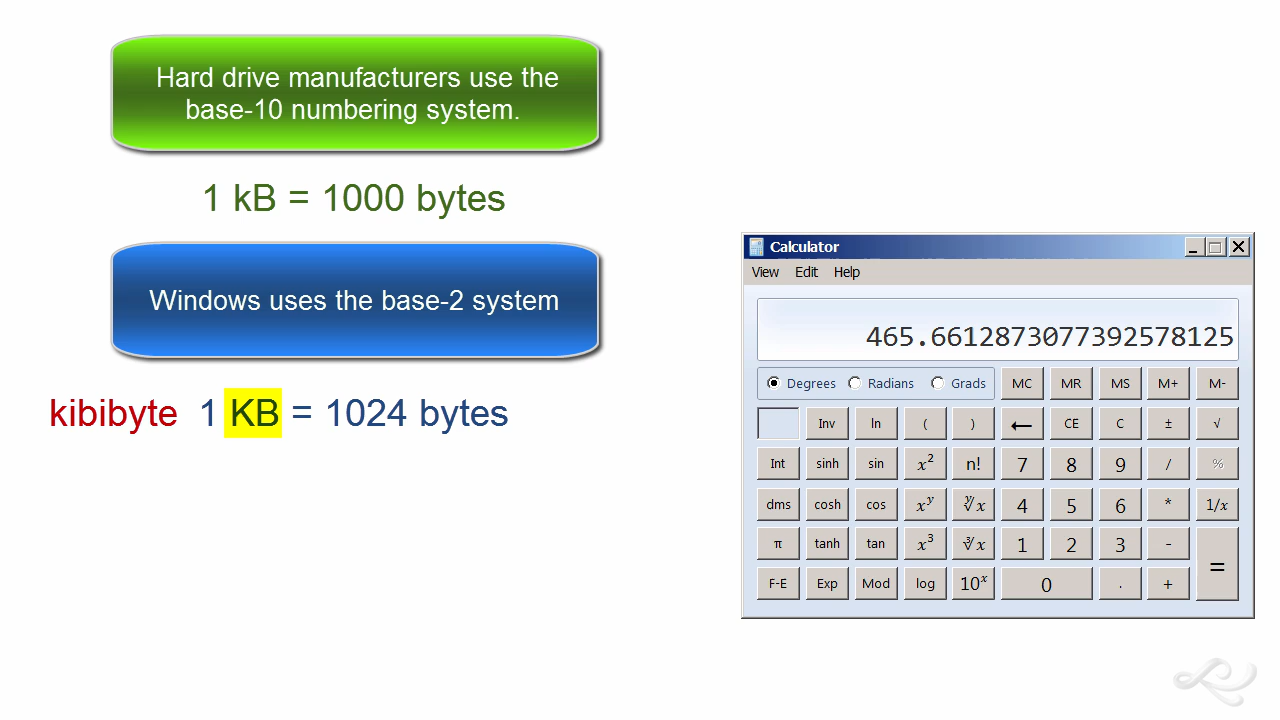 Hard drive manufacturers use the
base-10 numbering system.
1 kB = 1000 bytes
Windows uses the base-2 system
kibibyte 1 KB = 1024 bytes
Calculator
View Edit Help
465.6612873077392578125
Degrees Radians Grads MC MR MS M+ M-
Inv ln ( ) ← CE C ± √
Int sinh sin x² n! 7 8 9 / %
dms cosh cos xʸ ʸ√x 4 5 6 * 1/x
π tanh tan x³ ³√x 1 2 3 - =
F-E Exp Mod log 10ˣ 0 . +